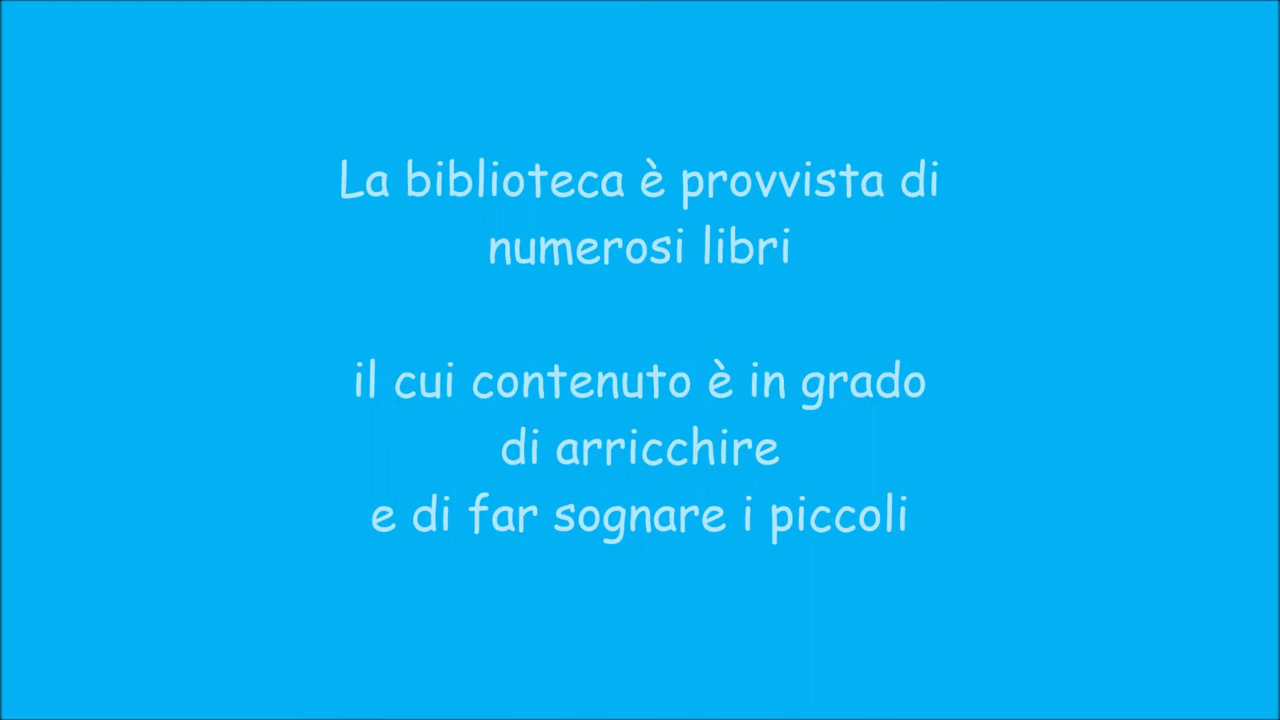 La biblioteca è provvista di
numerosi libri
il cui contenuto è in grado
di arricchire
e di far sognare i piccoli